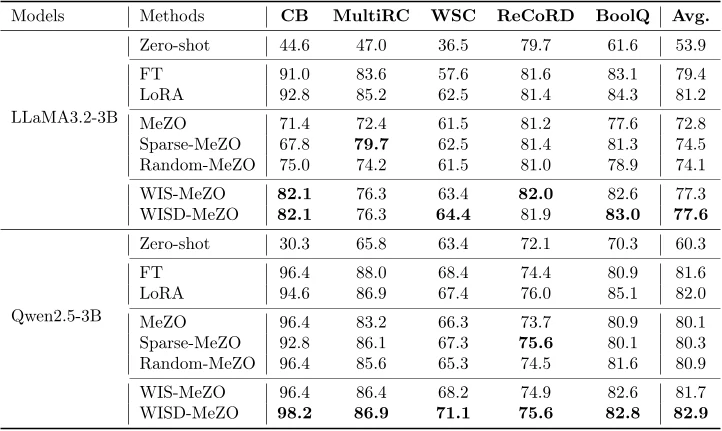 Models Methods CB MultiRC WSC ReCoRD BoolQ Avg.
Zero-shot 44.6 47.0 36.5 79.7 61.6 53.9
FT 91.0 83.6 57.6 81.6 83.1 79.4
LoRA 92.8 85.2 62.5 81.4 84.3 81.2
LLaMA3.2-3B
MeZO 71.4 72.4 61.5 81.2 77.6 72.8
Sparse-MeZO 67.8 79.7 62.5 81.4 81.3 74.5
Random-MeZO 75.0 74.2 61.5 81.0 78.9 74.1
WIS-MeZO 82.1 76.3 63.4 82.0 82.6 77.3
WISD-MeZO 82.1 76.3 64.4 81.9 83.0 77.6
Zero-shot 30.3 65.8 63.4 72.1 70.3 60.3
FT 96.4 88.0 68.4 74.4 80.9 81.6
LoRA 94.6 86.9 67.4 76.0 85.1 82.0
Qwen2.5-3B
MeZO 96.4 83.2 66.3 73.7 80.9 80.1
Sparse-MeZO 92.8 86.1 67.3 75.6 80.1 80.3
Random-MeZO 96.4 85.6 65.3 74.5 81.6 80.9
WIS-MeZO 96.4 86.4 68.2 74.9 82.6 81.7
WISD-MeZO 98.2 86.9 71.1 75.6 82.8 82.9